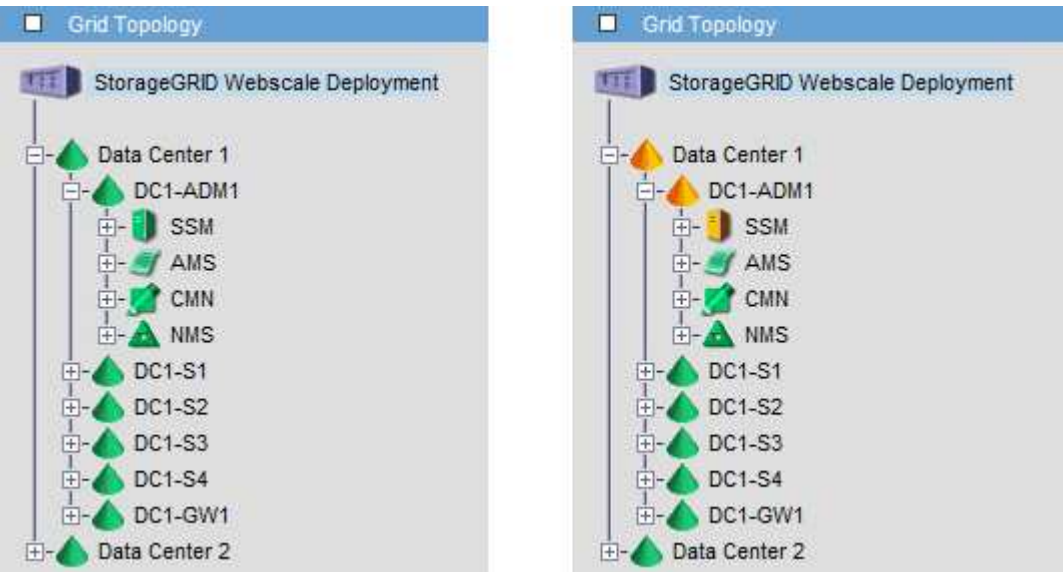 Grid Topology
StorageGRID Webscale Deployment
Data Center 1
DC1-ADM1
SSM
AMS
CMN
NMS
DC1-S1
DC1-S2
DC1-S3
DC1-S4
DC1-GW1
Data Center 2
Grid Topology
StorageGRID Webscale Deployment
Data Center 1
DC1-ADM1
SSM
AMS
CMN
NMS
DC1-S1
DC1-S2
DC1-S3
DC1-S4
DC1-GW1
Data Center 2